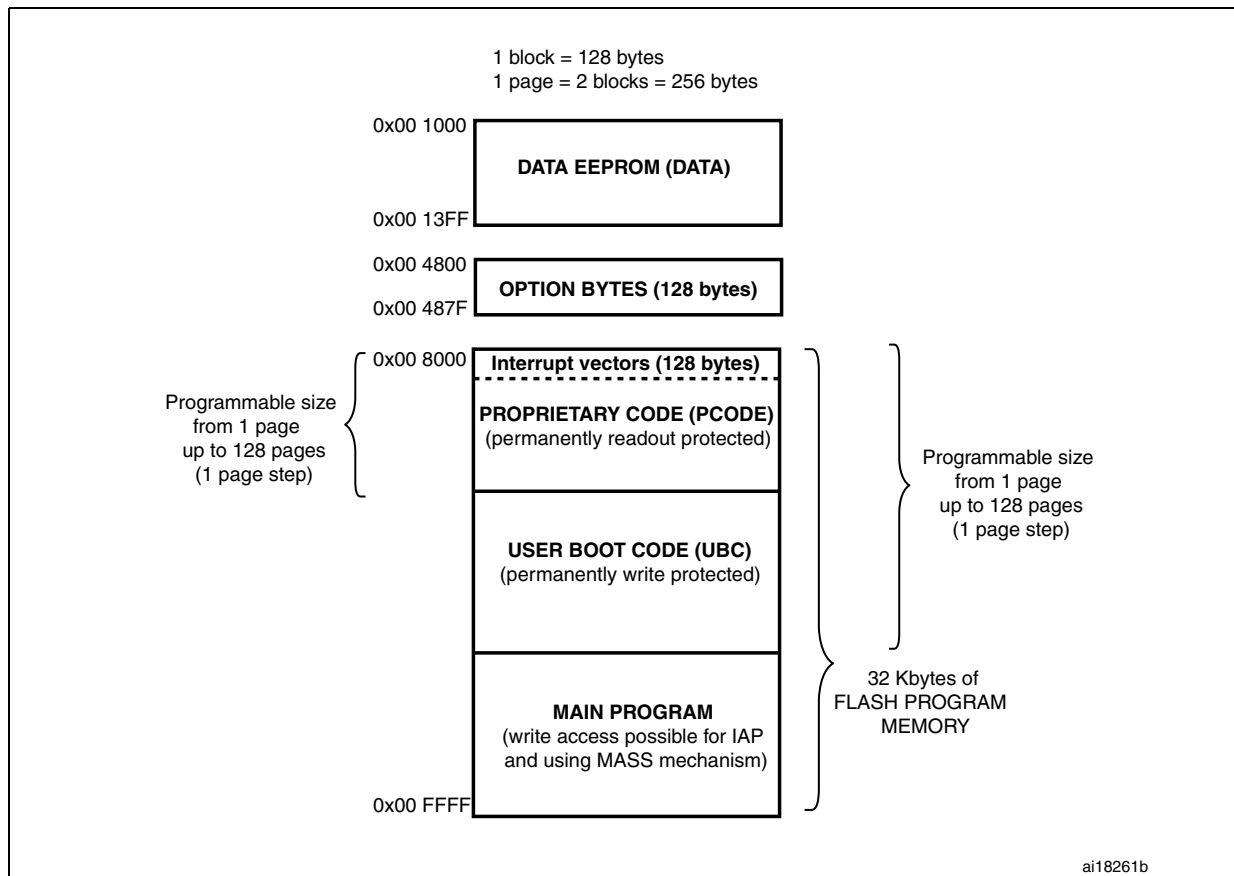 1 block = 128 bytes
1 page = 2 blocks = 256 bytes
0x00 1000
DATA EEPROM (DATA)
0x00 13FF
0x00 4800
OPTION BYTES (128 bytes)
0x00 487F
0x00 8000
Interrupt vectors (128 bytes)
Programmable size
from 1 page
up to 128 pages
(1 page step)
PROPRIETARY CODE (PCODE)
(permanently readout protected)
Programmable size
from 1 page
up to 128 pages
(1 page step)
USER BOOT CODE (UBC)
(permanently write protected)
32 Kbytes of
FLASH PROGRAM
MEMORY
MAIN PROGRAM
(write access possible for IAP
and using MASS mechanism)
0x00 FFFF
ai18261b